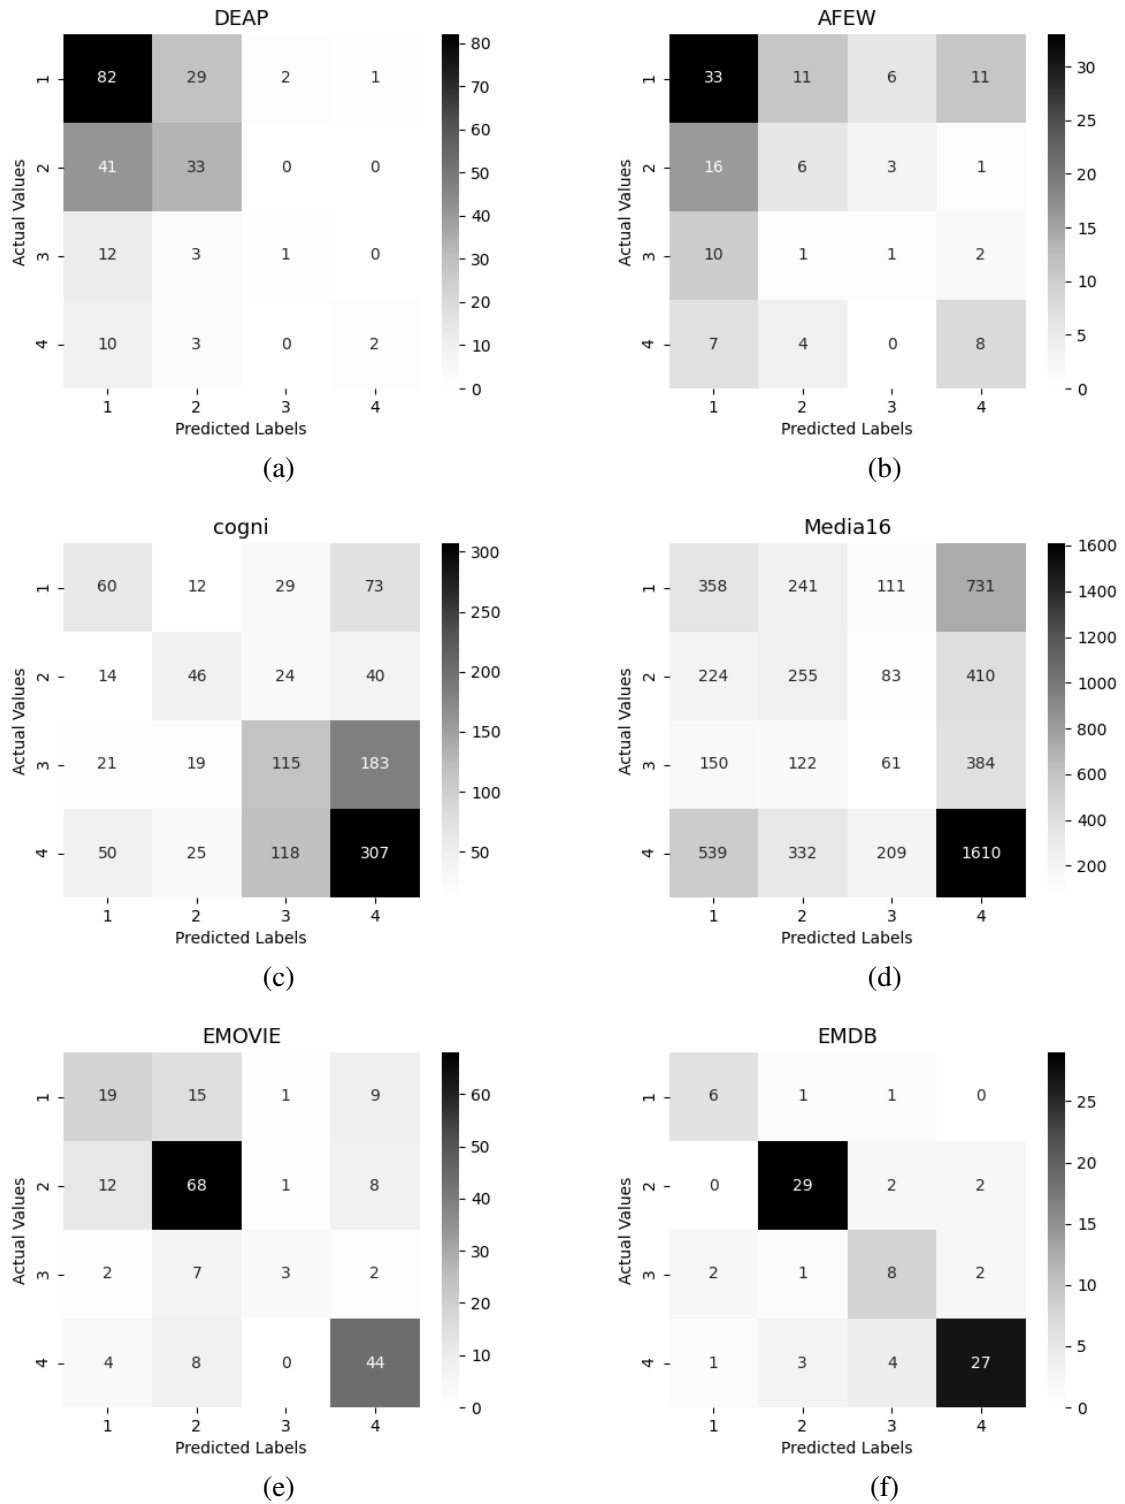 DEAP
1 82 29 2 1
2 41 33 0 0
3 12 3 1 0
4 10 3 0 2
1 2 3 4
Predicted Labels
Actual Values
80
70
60
50
40
30
20
10
0
(a)
AFEW
1 33 11 6 11
2 16 6 3 1
3 10 1 1 2
4 7 4 0 8
1 2 3 4
Predicted Labels
Actual Values
30
25
20
15
10
5
0
(b)
cogni
1 60 12 29 73
2 14 46 24 40
3 21 19 115 183
4 50 25 118 307
1 2 3 4
Predicted Labels
Actual Values
300
250
200
150
100
50
(c)
Media16
1 358 241 111 731
2 224 255 83 410
3 150 122 61 384
4 539 332 209 1610
1 2 3 4
Predicted Labels
Actual Values
1600
1400
1200
1000
800
600
400
200
(d)
EMOVIE
1 19 15 1 9
2 12 68 1 8
3 2 7 3 2
4 4 8 0 44
1 2 3 4
Predicted Labels
Actual Values
60
50
40
30
20
10
0
(e)
EMDB
1 6 1 1 0
2 0 29 2 2
3 2 1 8 2
4 1 3 4 27
1 2 3 4
Predicted Labels
Actual Values
25
20
15
10
5
0
(f)